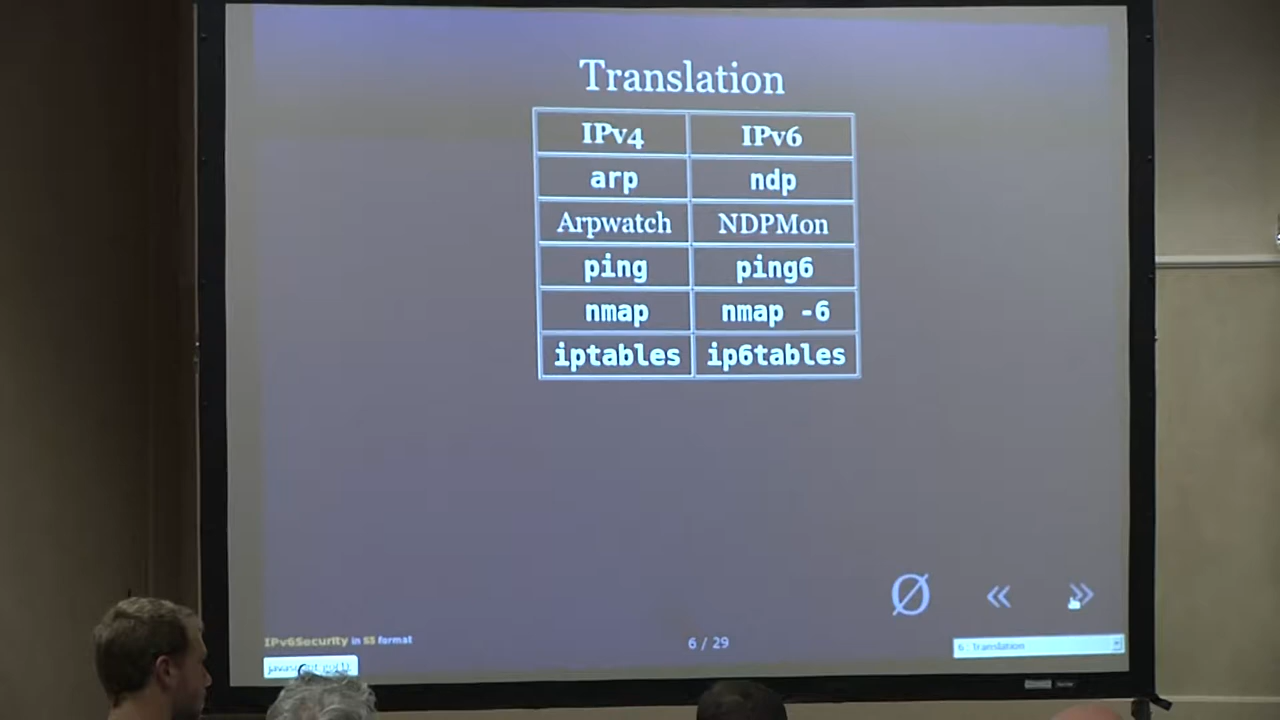 Translation
IPv4 IPv6
arp ndp
Arpwatch NDPMon
ping ping6
nmap nmap -6
iptables ip6tables
Ø « »
IPv6Security in S5 format
6 / 29
6 : Translation